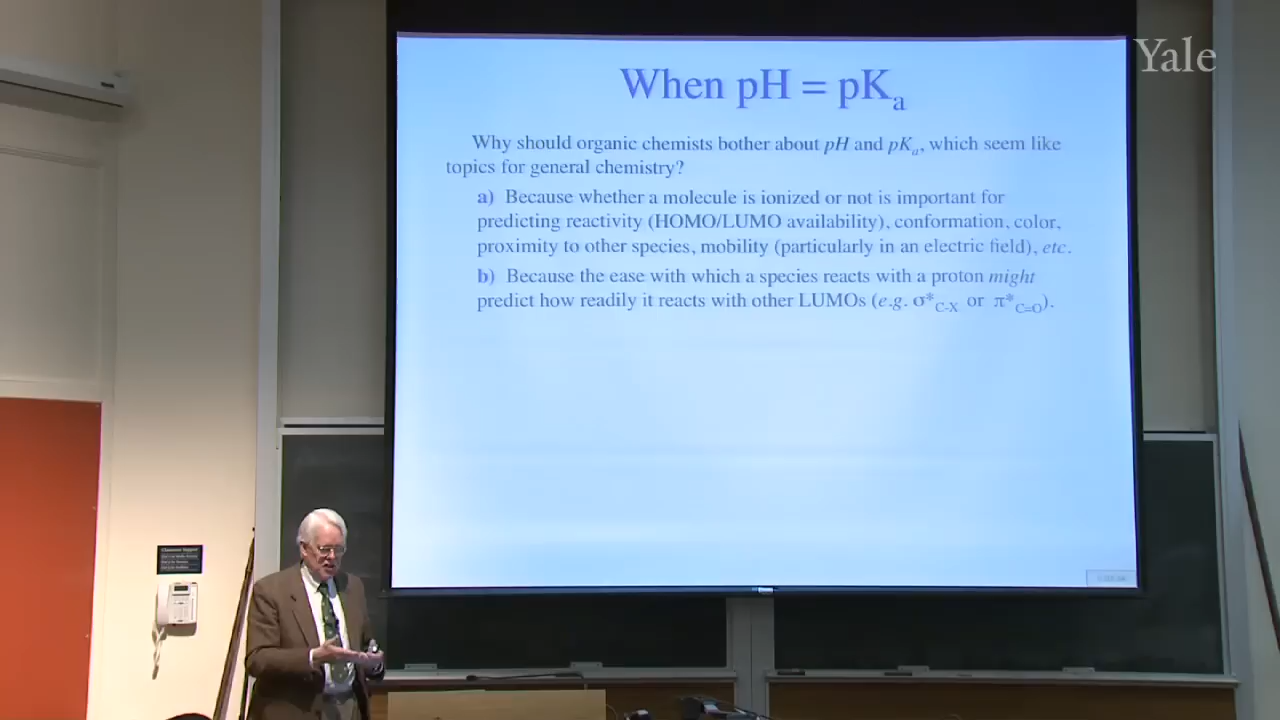 Yale
When pH = pKa
Why should organic chemists bother about pH and pKa, which seem like
topics for general chemistry?
a) Because whether a molecule is ionized or not is important for
predicting reactivity (HOMO/LUMO availability), conformation, color,
proximity to other species, mobility (particularly in an electric field), etc.
b) Because the ease with which a species reacts with a proton might
predict how readily it reacts with other LUMOs (e.g. σ*C-X or π*C=O).